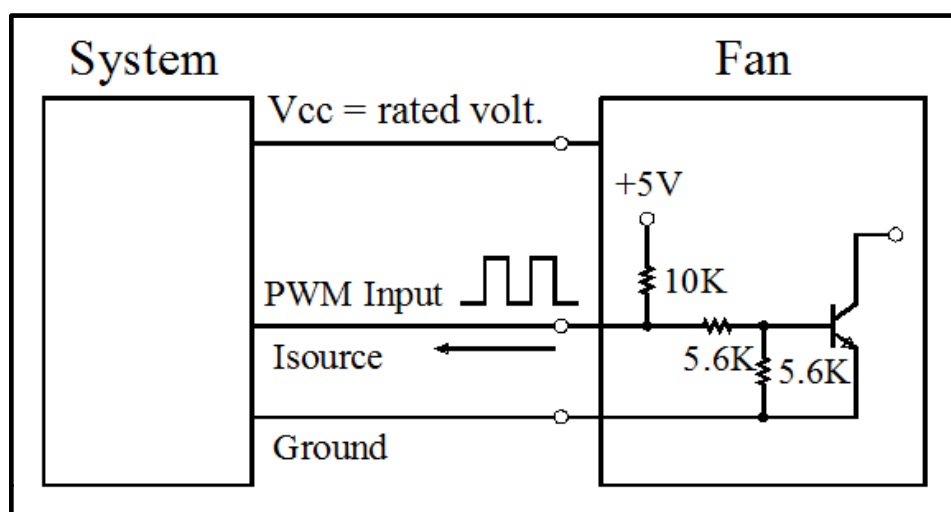 System
Fan
Vcc = rated volt.
+5V
10K
PWM Input
5.6K
5.6K
Isource
Ground